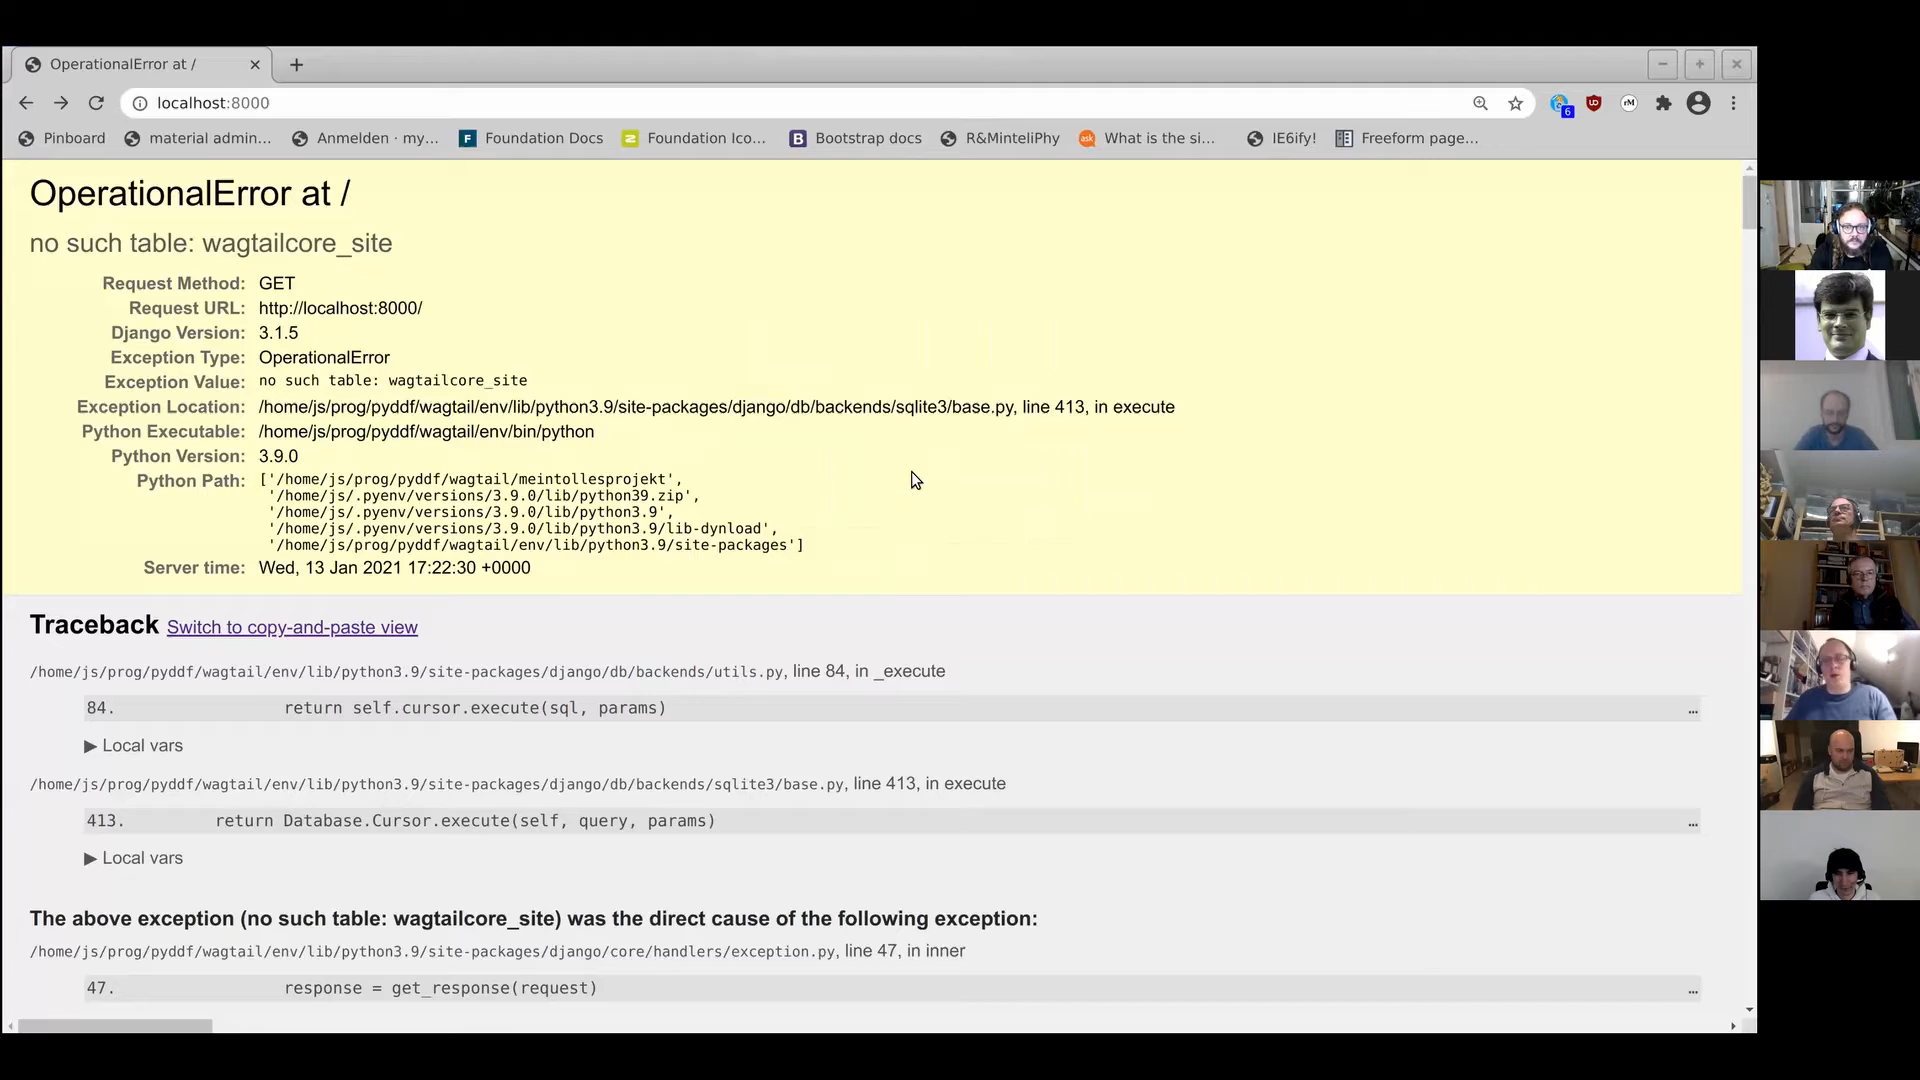 OperationalError at /
localhost:8000
6
Pinboard
material admin...
Anmelden · my...
Foundation Docs
Foundation Ico...
Bootstrap docs
R&MinteliPhy
What is the si...
IE6ify!
Freeform page...
OperationalError at /
no such table: wagtailcore_site
Request Method: GET
Request URL: http://localhost:8000/
Django Version: 3.1.5
Exception Type: OperationalError
Exception Value: no such table: wagtailcore_site
Exception Location: /home/js/prog/pyddf/wagtail/env/lib/python3.9/site-packages/django/db/backends/sqlite3/base.py, line 413, in execute
Python Executable: /home/js/prog/pyddf/wagtail/env/bin/python
Python Version: 3.9.0
Python Path: ['/home/js/prog/pyddf/wagtail/meintollesprojekt',
'/home/js/.pyenv/versions/3.9.0/lib/python39.zip',
'/home/js/.pyenv/versions/3.9.0/lib/python3.9',
'/home/js/.pyenv/versions/3.9.0/lib/python3.9/lib-dynload',
'/home/js/prog/pyddf/wagtail/env/lib/python3.9/site-packages']
Server time: Wed, 13 Jan 2021 17:22:30 +0000
Traceback Switch to copy-and-paste view
/home/js/prog/pyddf/wagtail/env/lib/python3.9/site-packages/django/db/backends/utils.py, line 84, in _execute
84. return self.cursor.execute(sql, params) …
▶ Local vars
/home/js/prog/pyddf/wagtail/env/lib/python3.9/site-packages/django/db/backends/sqlite3/base.py, line 413, in execute
413. return Database.Cursor.execute(self, query, params) …
▶ Local vars
The above exception (no such table: wagtailcore_site) was the direct cause of the following exception:
/home/js/prog/pyddf/wagtail/env/lib/python3.9/site-packages/django/core/handlers/exception.py, line 47, in inner
47. response = get_response(request) …